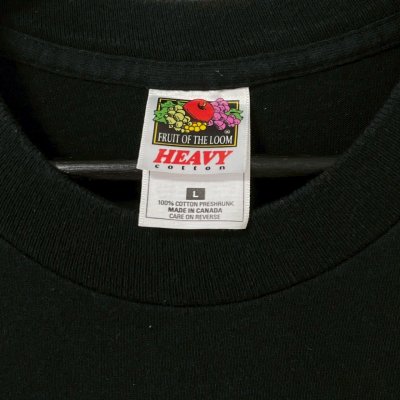 FRUIT OF THE LOOM®
HEAVY
cotton
L
100% COTTON PRESHRUNK
MADE IN CANADA
CARE ON REVERSE